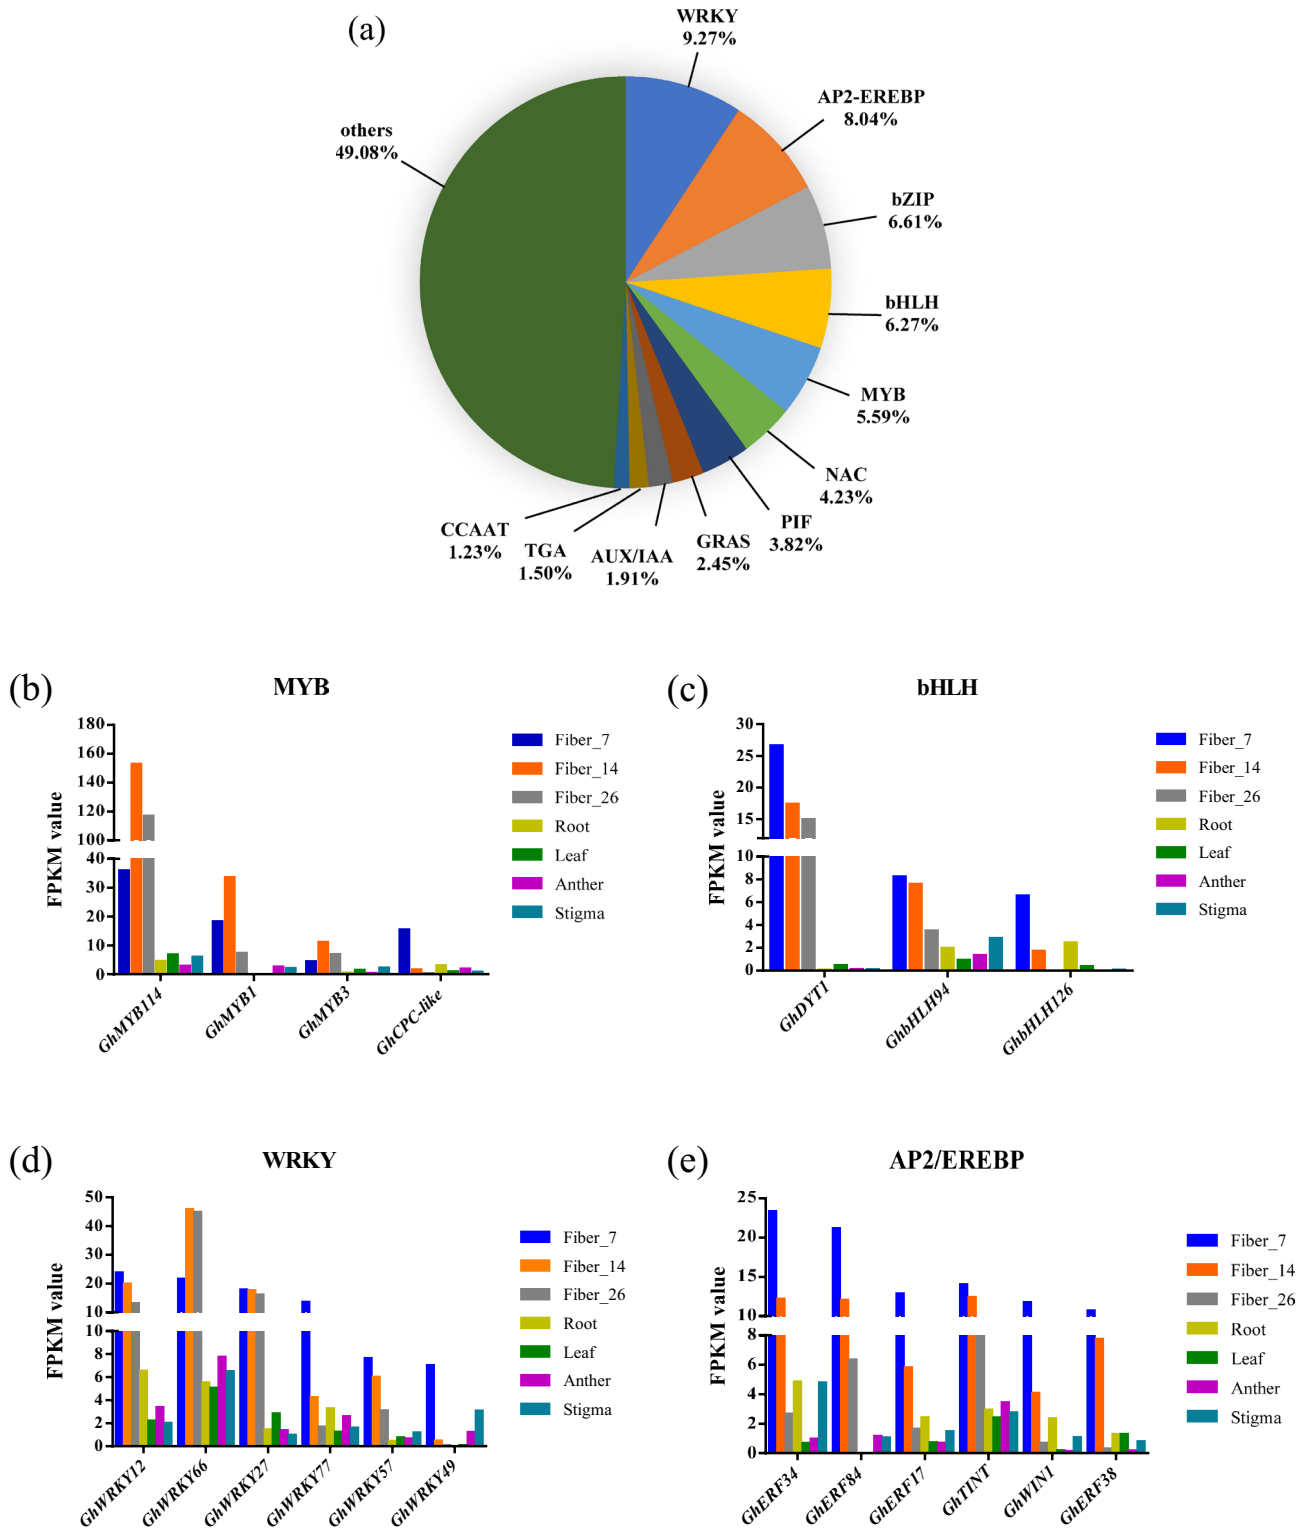 (a)
WRKY
9.27%
AP2-EREBP
8.04%
bZIP
6.61%
bHLH
6.27%
MYB
5.59%
NAC
4.23%
PIF
3.82%
GRAS
2.45%
AUX/IAA
1.91%
TGA
1.50%
CCAAT
1.23%
others
49.08%
(b)
MYB
FPKM value
180
160
140
120
100
40
30
20
10
0
GhMYB114
GhMYB1
GhMYB3
GhCPC-like
Fiber_7
Fiber_14
Fiber_26
Root
Leaf
Anther
Stigma
(c)
bHLH
FPKM value
30
25
20
15
10
8
6
4
2
0
GhDYT1
GhbHLH94
GhbHLH126
Fiber_7
Fiber_14
Fiber_26
Root
Leaf
Anther
Stigma
(d)
WRKY
FPKM value
50
40
30
20
10
10
8
6
4
2
0
GhWRKY12
GhWRKY66
GhWRKY27
GhWRKY77
GhWRKY57
GhWRKY49
Fiber_7
Fiber_14
Fiber_26
Root
Leaf
Anther
Stigma
(e)
AP2/EREBP
FPKM value
25
20
15
10
8
6
4
2
0
GhERF34
GhERF84
GhERF17
GhTINT
GhWIN1
GhERF38
Fiber_7
Fiber_14
Fiber_26
Root
Leaf
Anther
Stigma